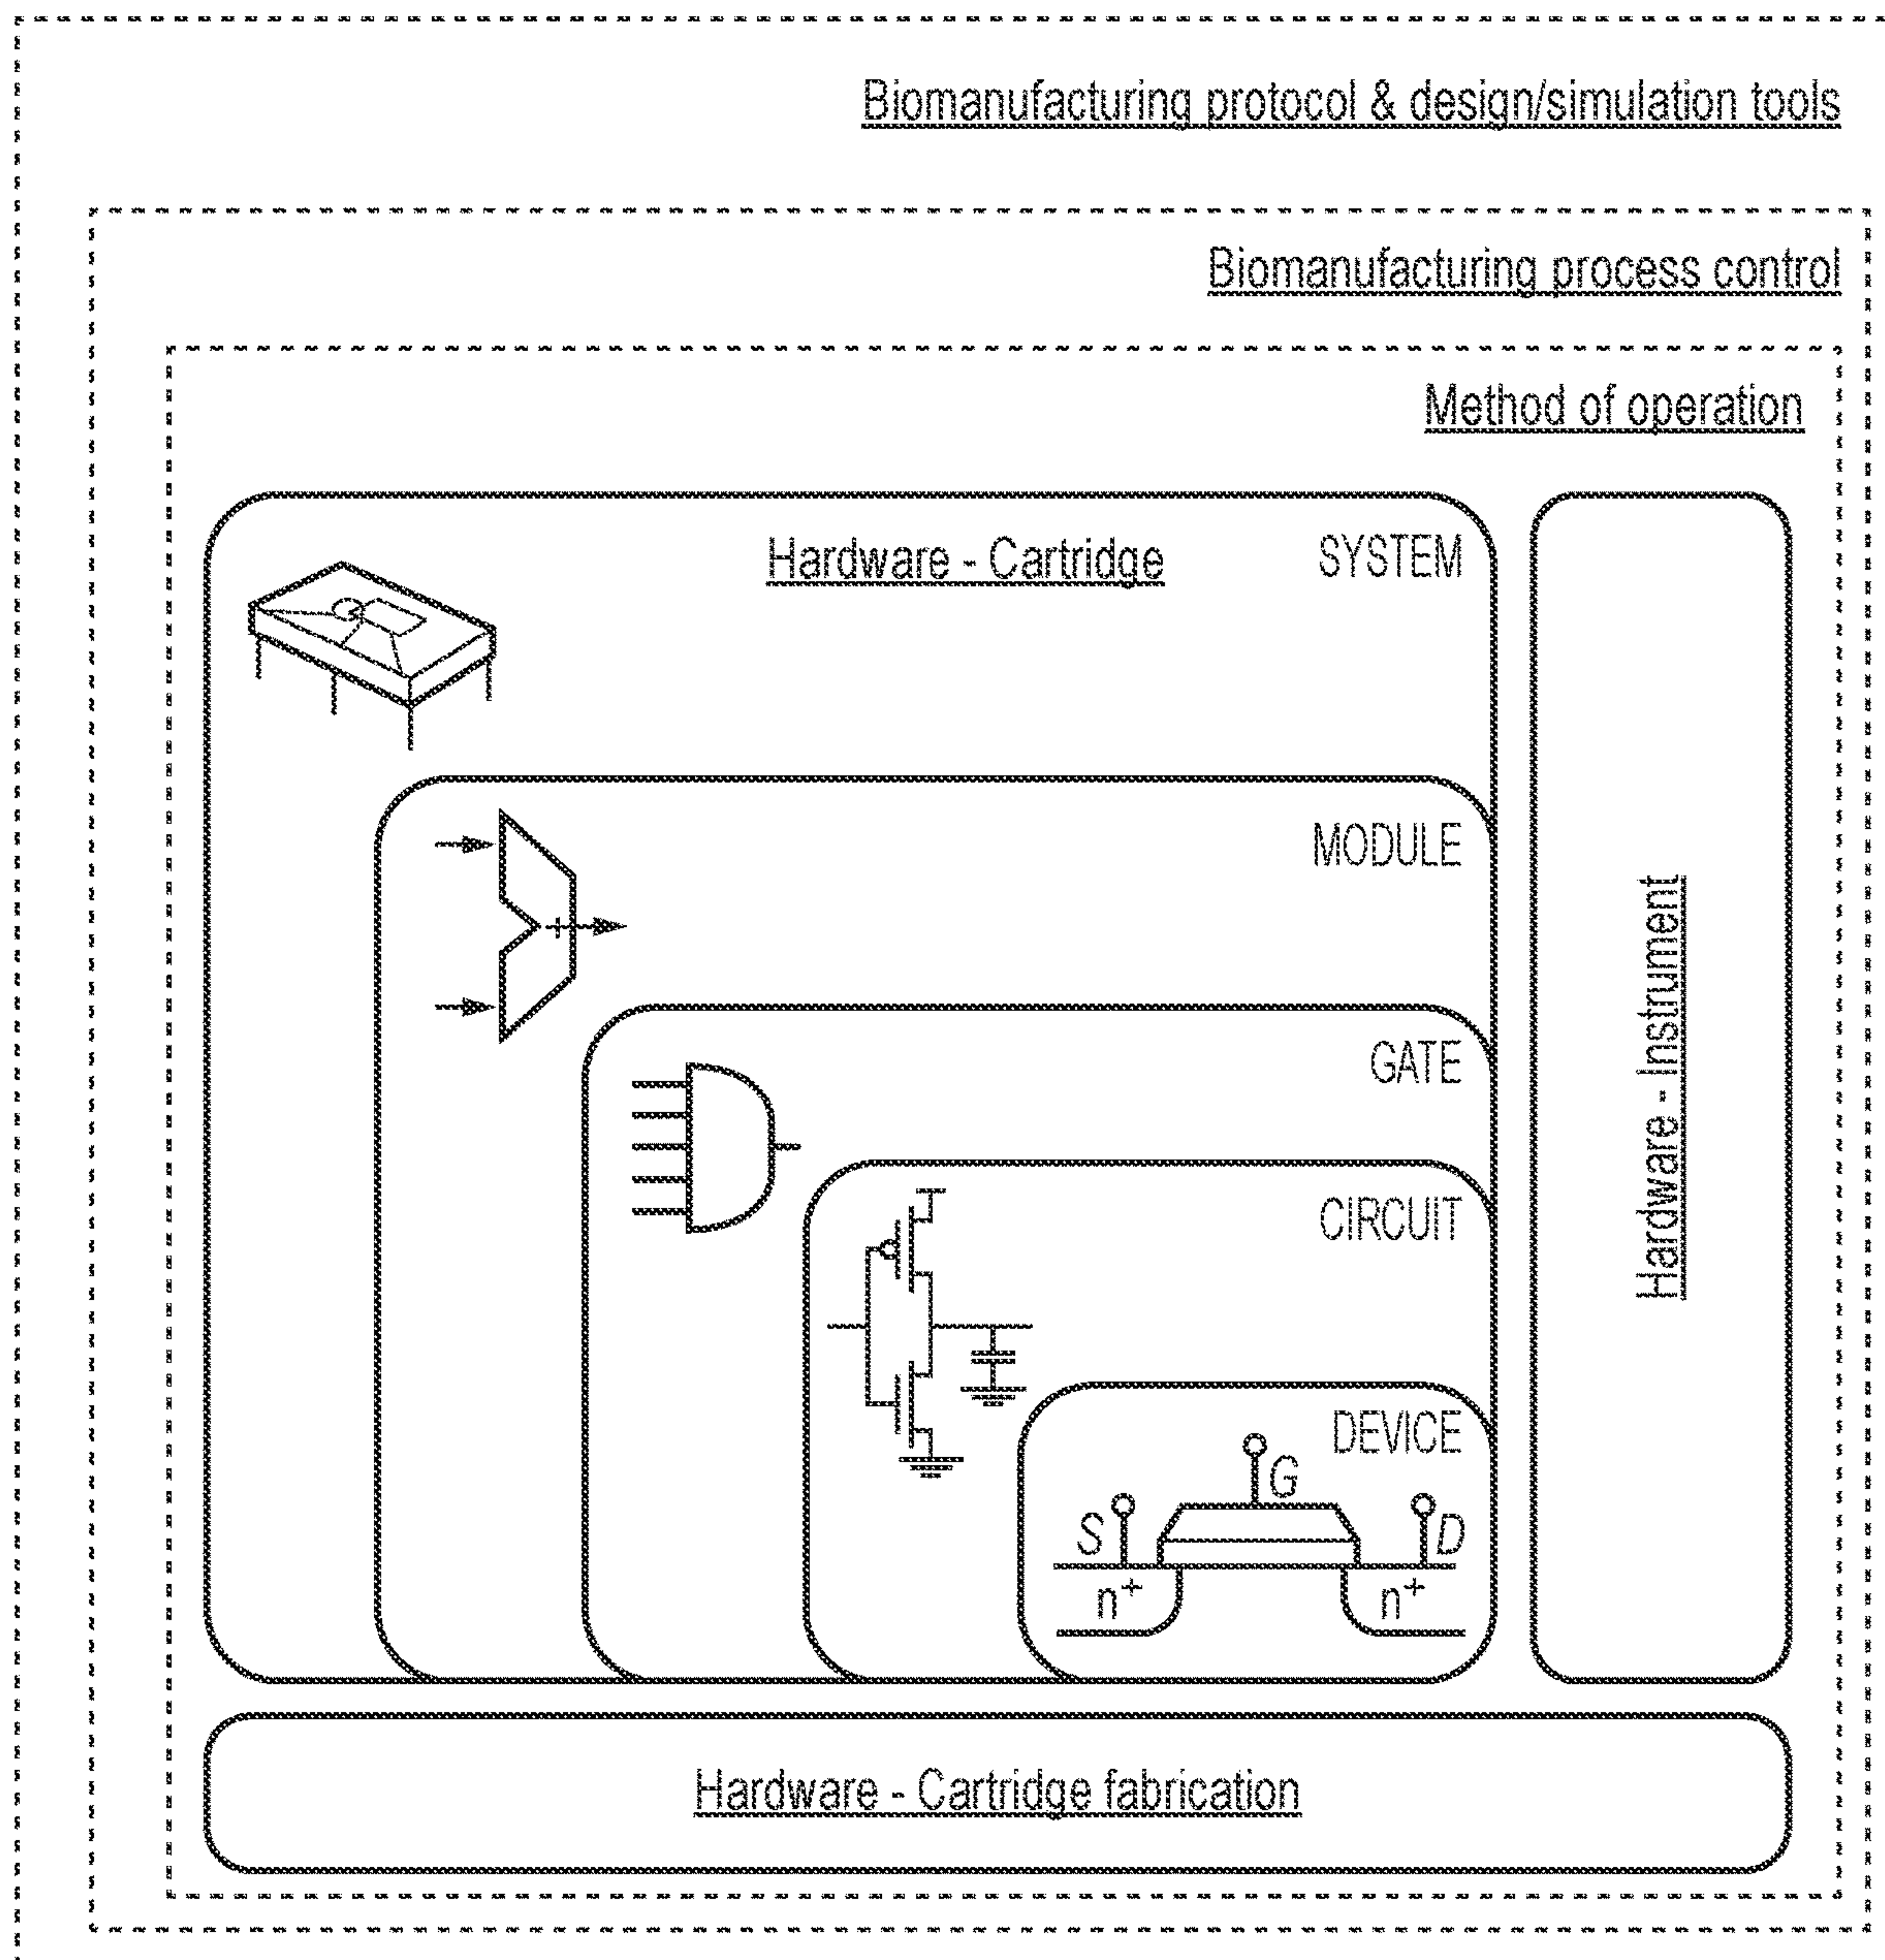 Biomanufacturing protocol & design/simulation tools
Biomanufacturing process control
Method of operation
Hardware - Cartridge
SYSTEM
MODULE
+
GATE
CIRCUIT
DEVICE
G
S
D
n+
n+
Hardware - Instrument
Hardware - Cartridge fabrication